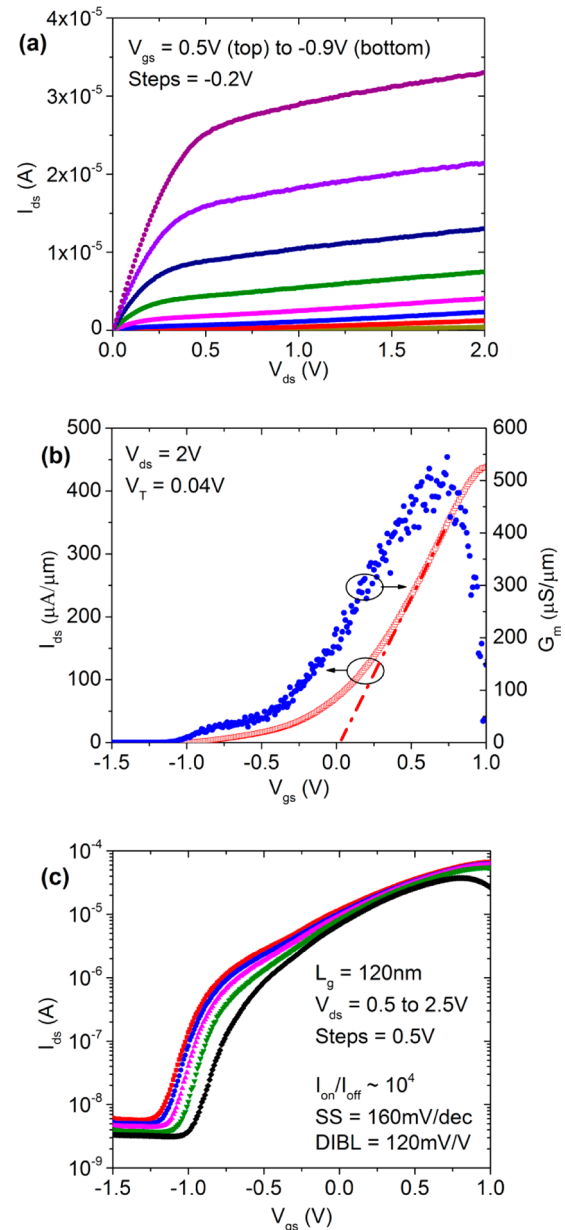 (a)
V_gs = 0.5V (top) to -0.9V (bottom)
Steps = -0.2V
4x10^-5
3x10^-5
2x10^-5
1x10^-5
0
I_ds (A)
0.0 0.5 1.0 1.5 2.0
V_ds (V)
(b)
V_ds = 2V
V_T = 0.04V
500
400
300
200
100
0
I_ds (μA/μm)
600
500
400
300
200
100
0
G_m (μS/μm)
-1.5 -1.0 -0.5 0.0 0.5 1.0
V_gs (V)
(c)
10^-4
10^-5
10^-6
10^-7
10^-8
10^-9
I_ds (A)
L_g = 120nm
V_ds = 0.5 to 2.5V
Steps = 0.5V
I_on/I_off ~ 10^4
SS = 160mV/dec
DIBL = 120mV/V
-1.5 -1.0 -0.5 0.0 0.5 1.0
V_gs (V)